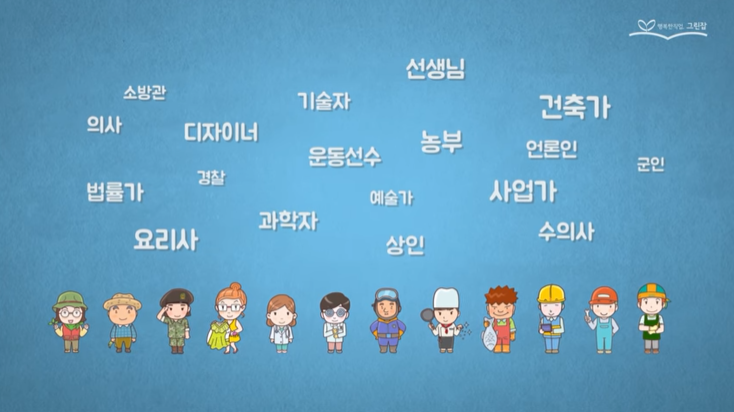 행복한직업 그린잡
선생님
소방관
기술자
건축가
의사
디자이너
농부
언론인
운동선수
군인
경찰
법률가
예술가
사업가
과학자
수의사
요리사
상인